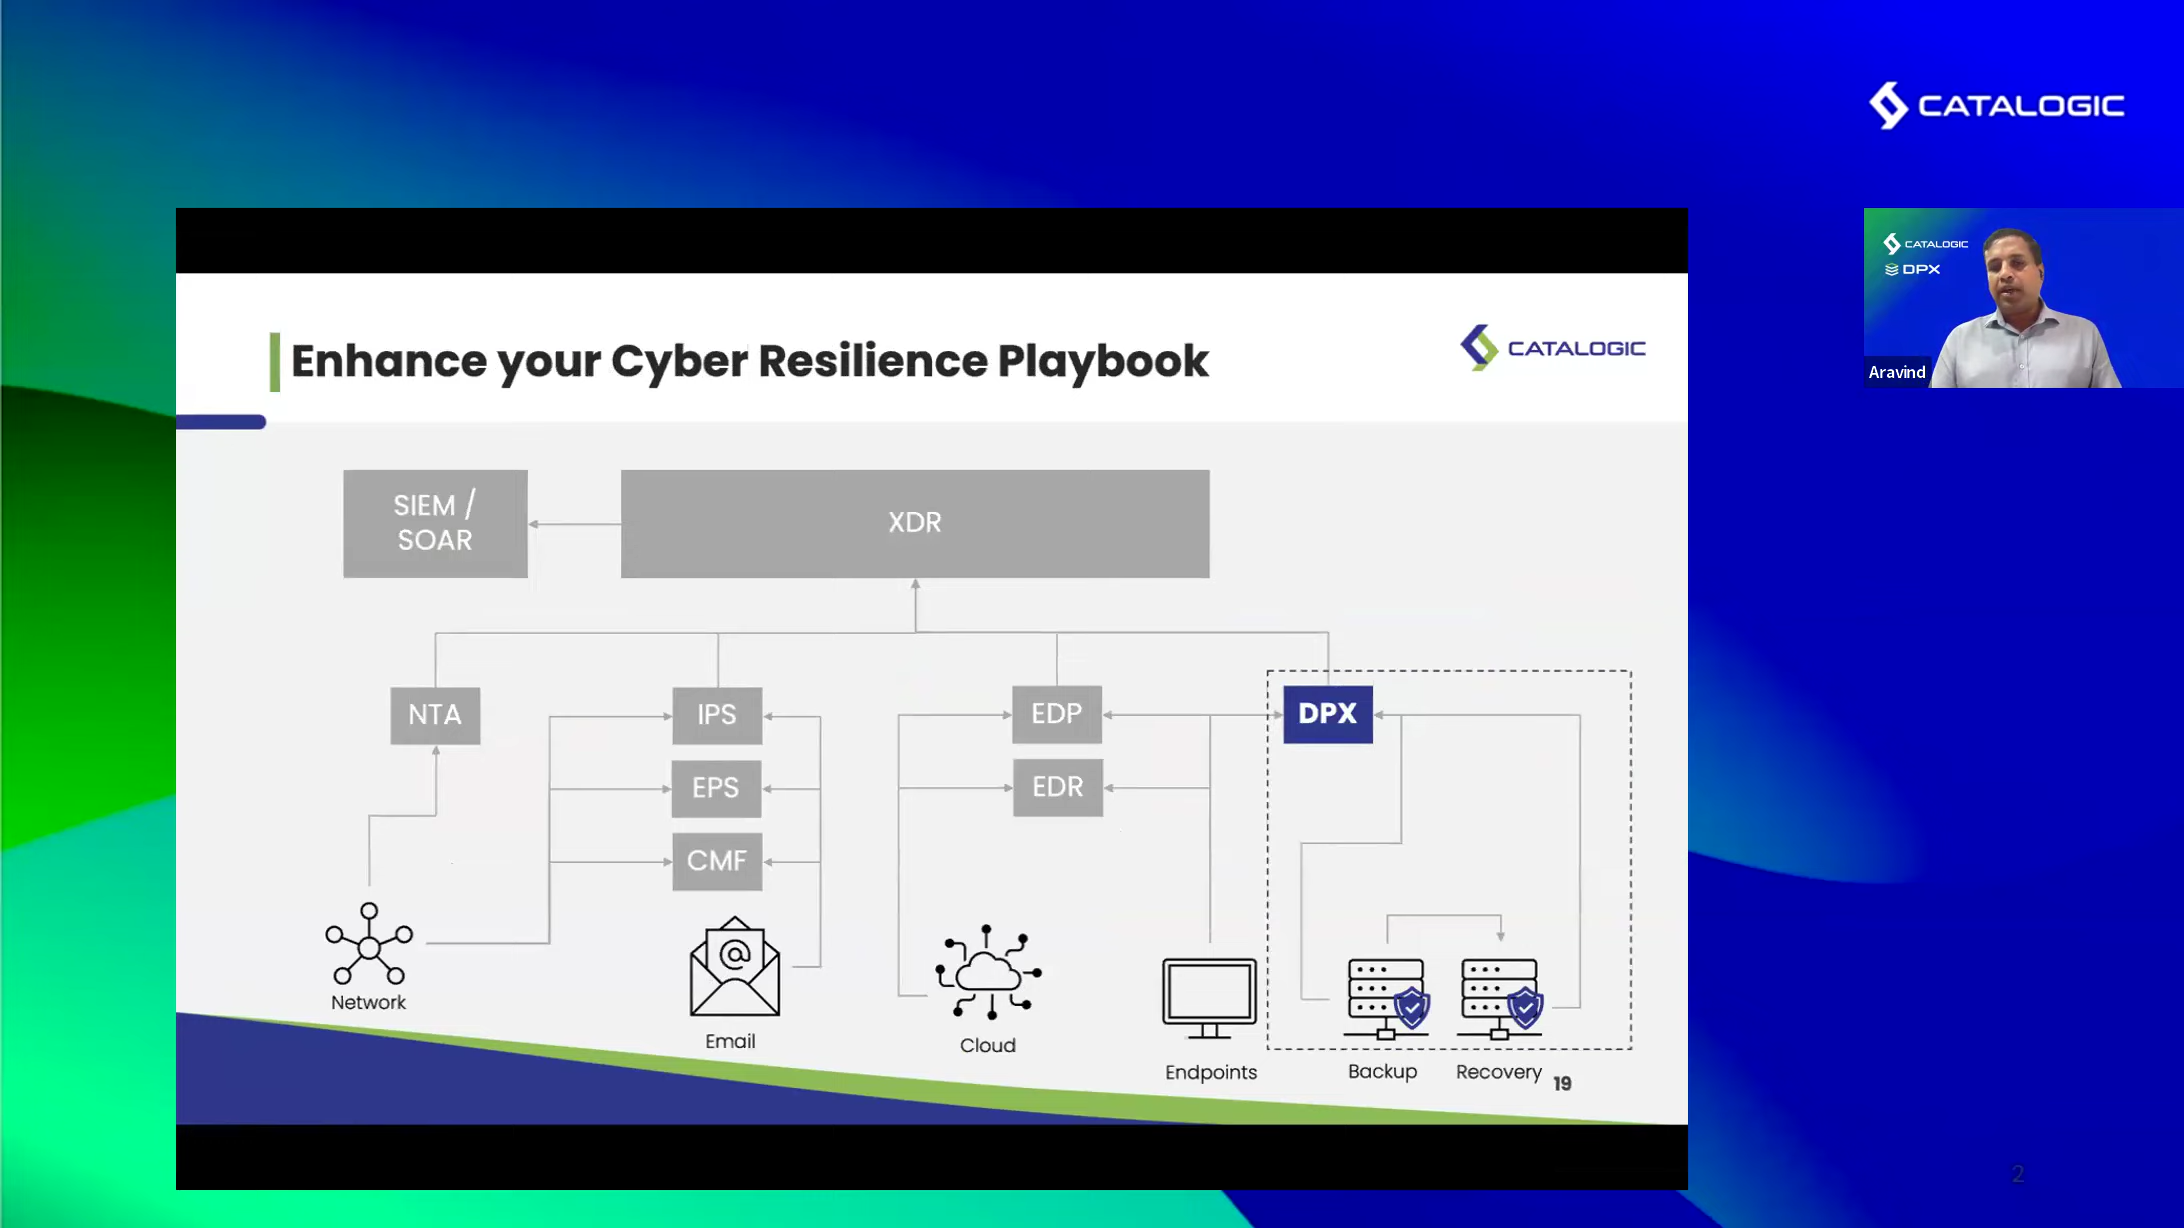 CATALOGIC
CATALOGIC
DPX
Aravind
Enhance your Cyber Resilience Playbook
CATALOGIC
SIEM /
SOAR
XDR
NTA
IPS
EDP
DPX
EPS
EDR
CMF
@
Network
Email
Cloud
Endpoints
Backup
Recovery
19
2